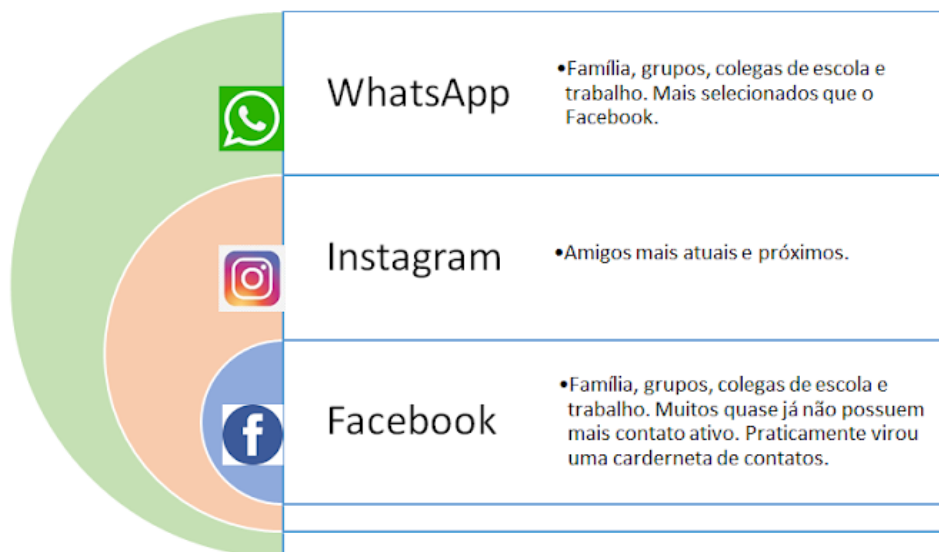 WhatsApp
•Família, grupos, colegas de escola e
trabalho. Mais selecionados que o
Facebook.
Instagram
•Amigos mais atuais e próximos.
Facebook
•Família, grupos, colegas de escola e
trabalho. Muitos quase já não possuem
mais contato ativo. Praticamente virou
uma carderneta de contatos.